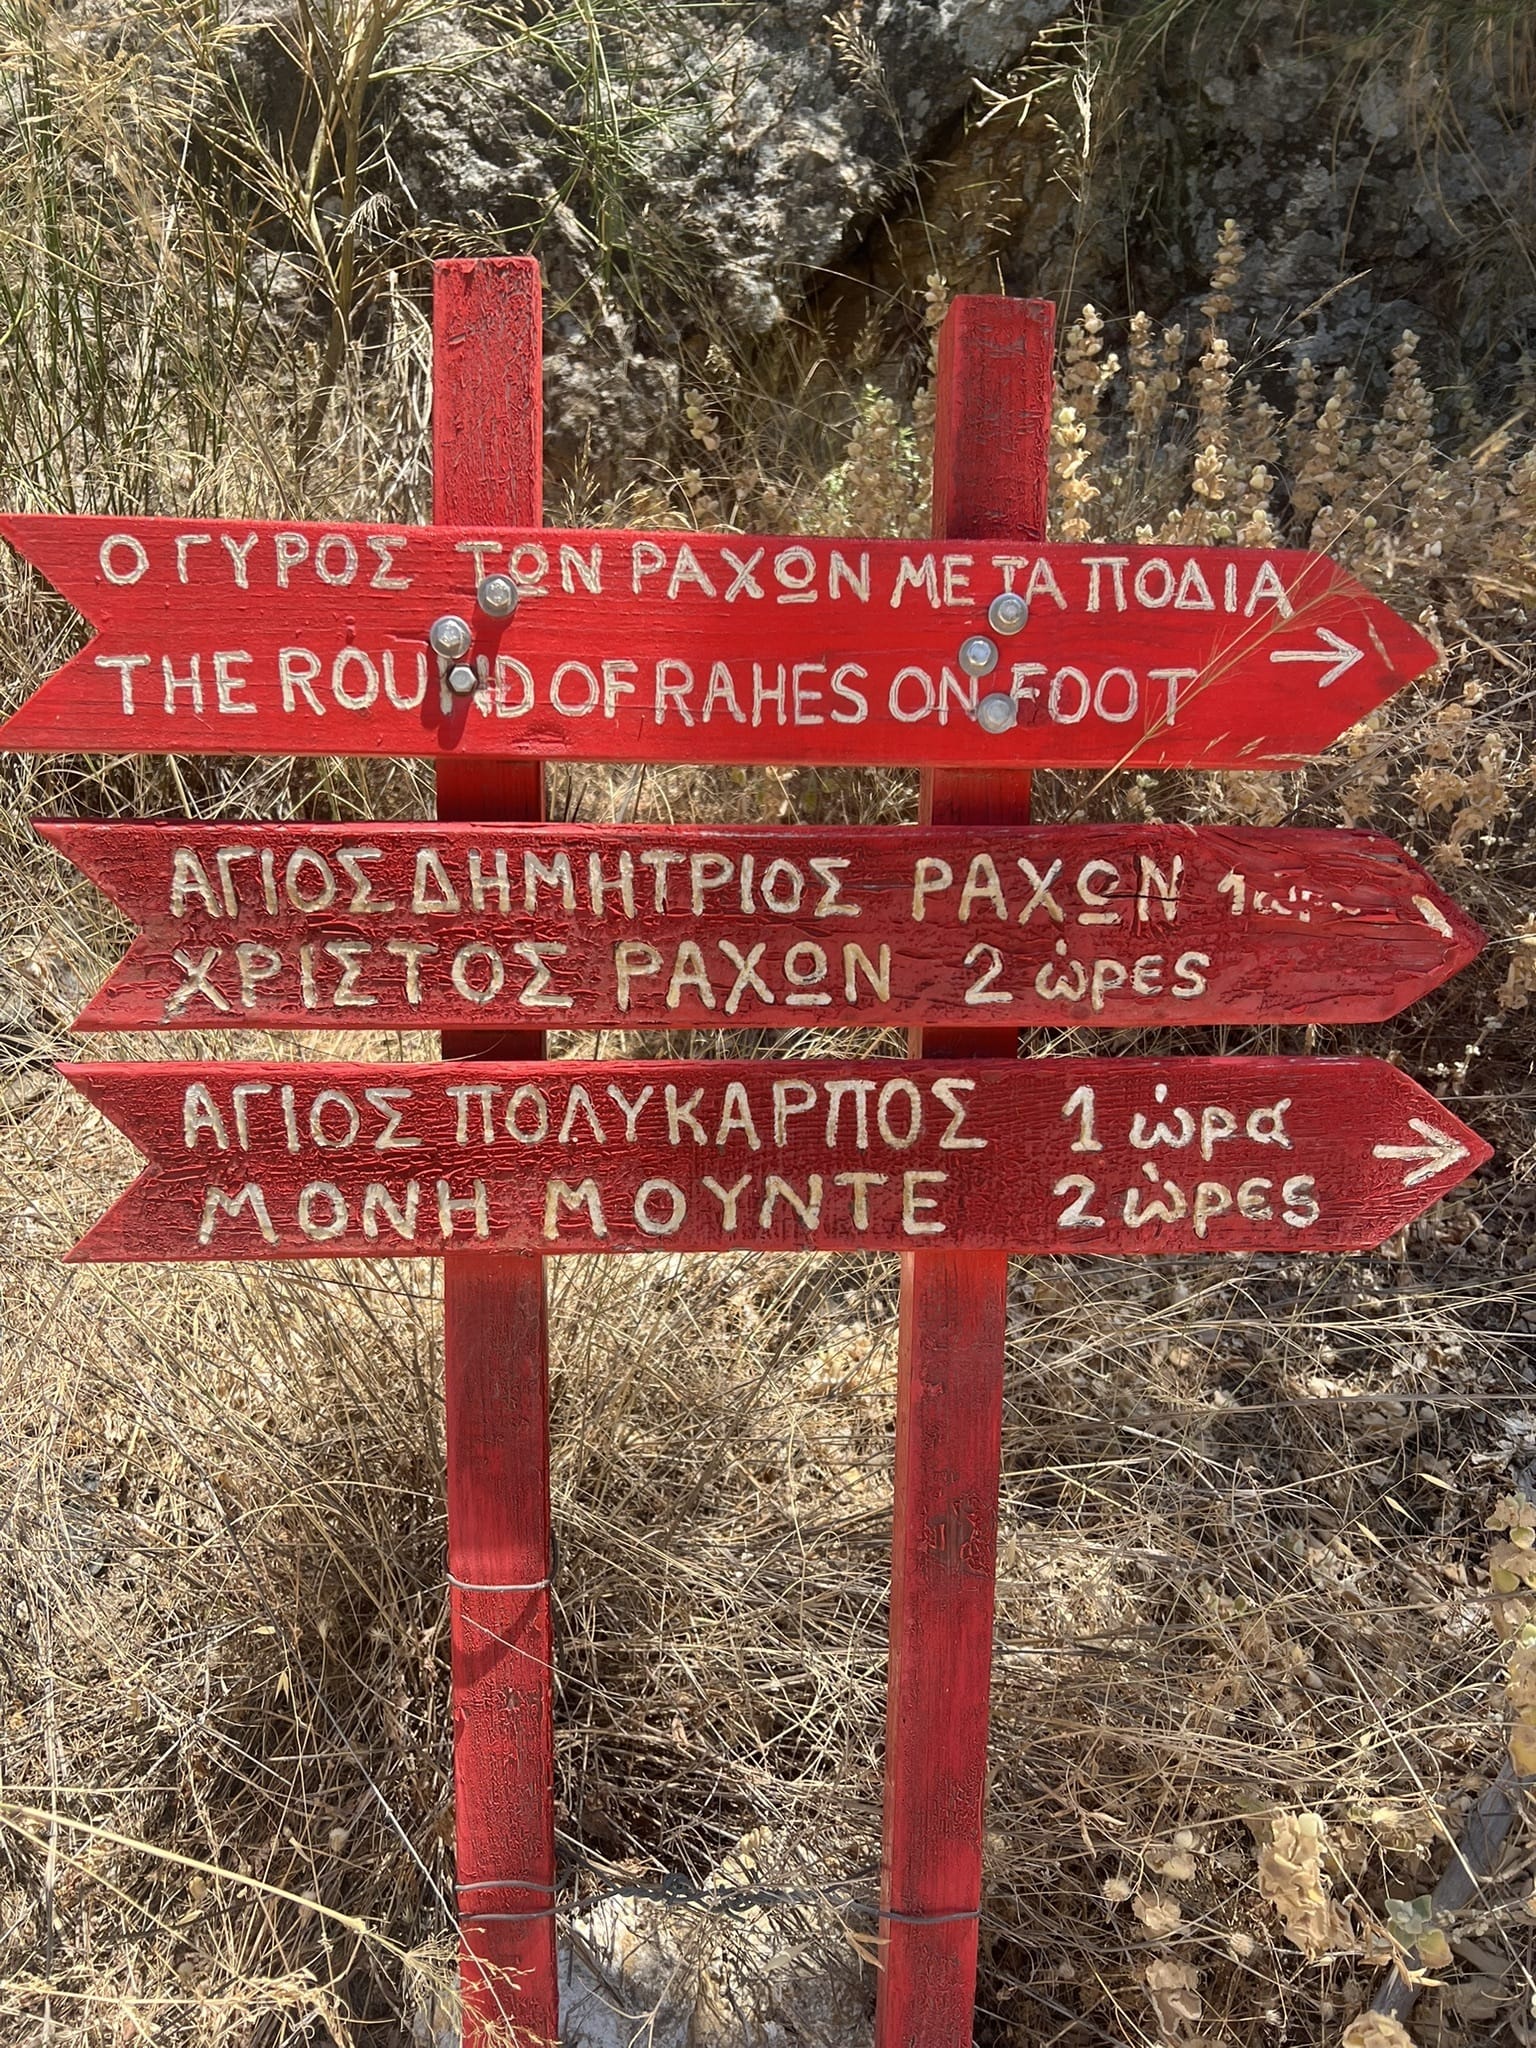 Ο ΓΥΡΟΣ ΤΩΝ ΡΑΧΩΝ ΜΕ ΤΑ ΠΟΔΙΑ
THE ROUND OF RAHES ON FOOT
ΑΓΙΟΣ ΔΗΜΗΤΡΙΟΣ ΡΑΧΩΝ 1
ΧΡΙΣΤΟΣ ΡΑΧΩΝ 2 ώρες
ΑΓΙΟΣ ΠΟΛΥΚΑΡΠΟΣ 1 ώρα
ΜΟΝΗ ΜΟΥΝΤΕ 2 ώρες